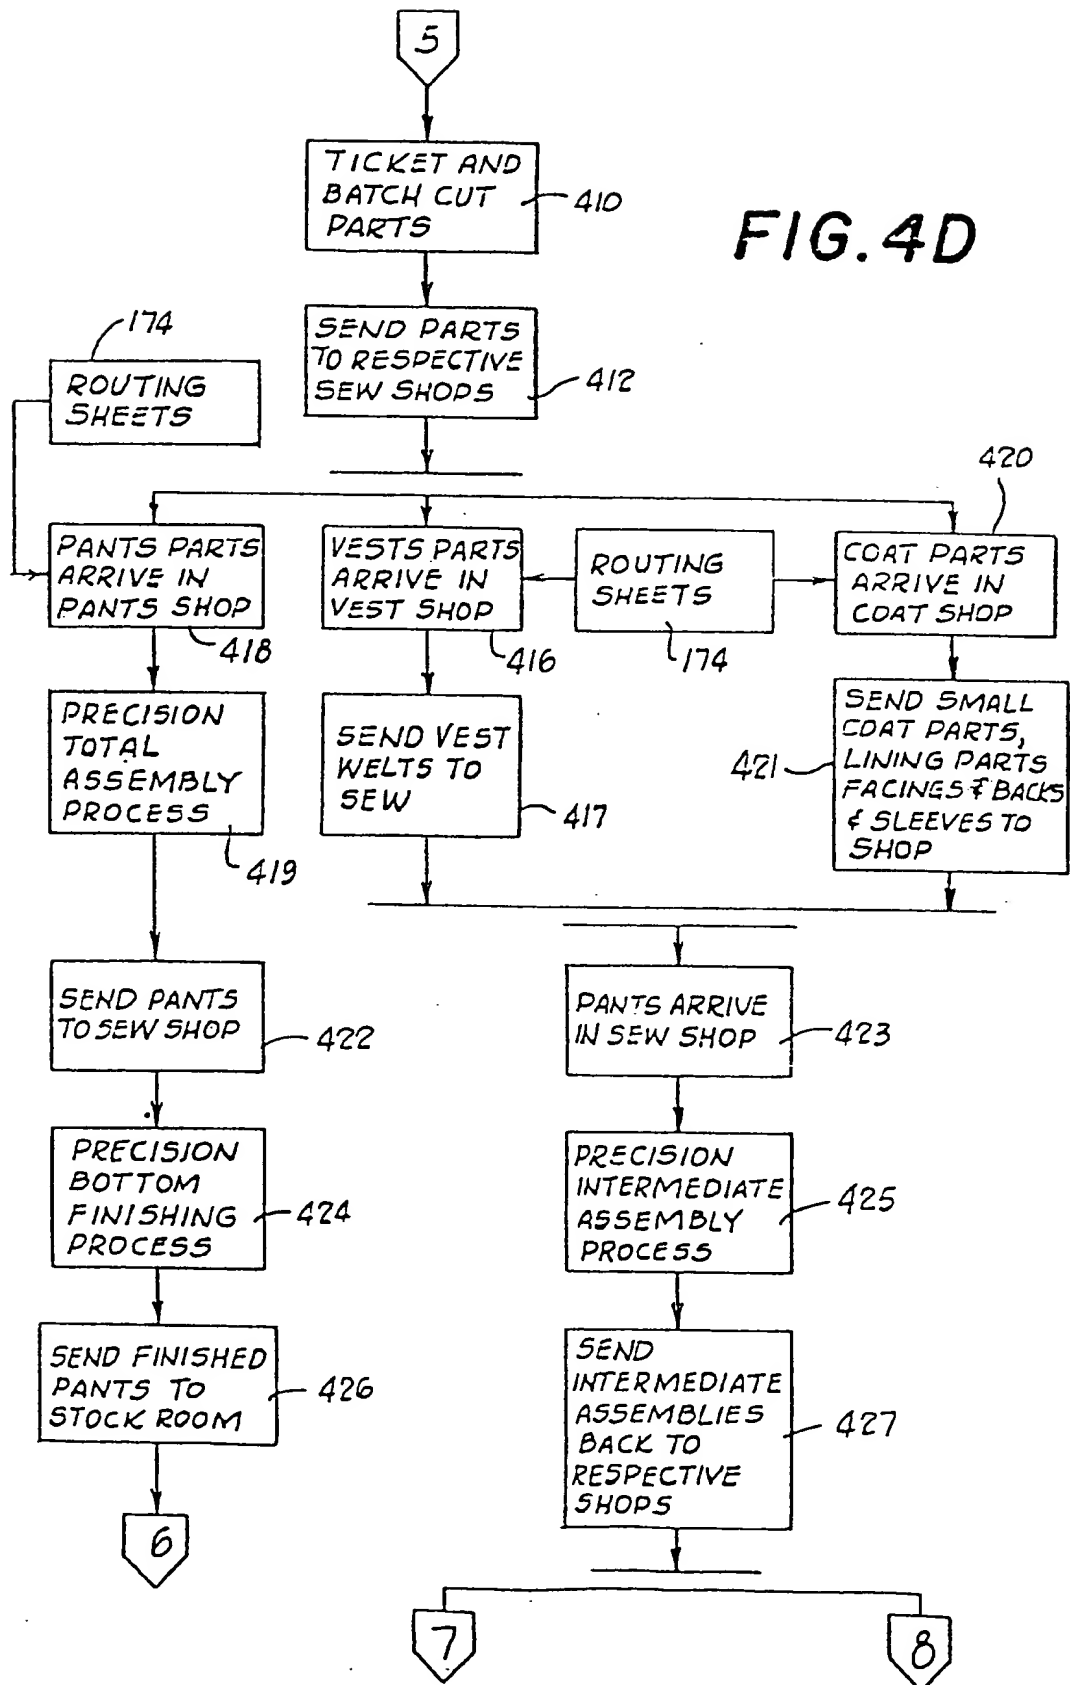 5
TICKET AND
BATCH CUT
PARTS
410
FIG. 4D
SEND PARTS
TO RESPECTIVE
SEW SHOPS
412
174
ROUTING
SHEETS
420
PANTS PARTS
ARRIVE IN
PANTS SHOP
418
VESTS PARTS
ARRIVE IN
VEST SHOP
416
ROUTING
SHEETS
174
COAT PARTS
ARRIVE IN
COAT SHOP
PRECISION
TOTAL
ASSEMBLY
PROCESS
419
SEND VEST
WELTS TO
SEW
417
421
SEND SMALL
COAT PARTS,
LINING PARTS
FACINGS & BACKS
& SLEEVES TO
SHOP
SEND PANTS
TO SEW SHOP
422
PANTS ARRIVE
IN SEW SHOP
423
PRECISION
BOTTOM
FINISHING
PROCESS
424
PRECISION
INTERMEDIATE
ASSEMBLY
PROCESS
425
SEND FINISHED
PANTS TO
STOCK ROOM
426
SEND
INTERMEDIATE
ASSEMBLIES
BACK TO
RESPECTIVE
SHOPS
427
6
7
8